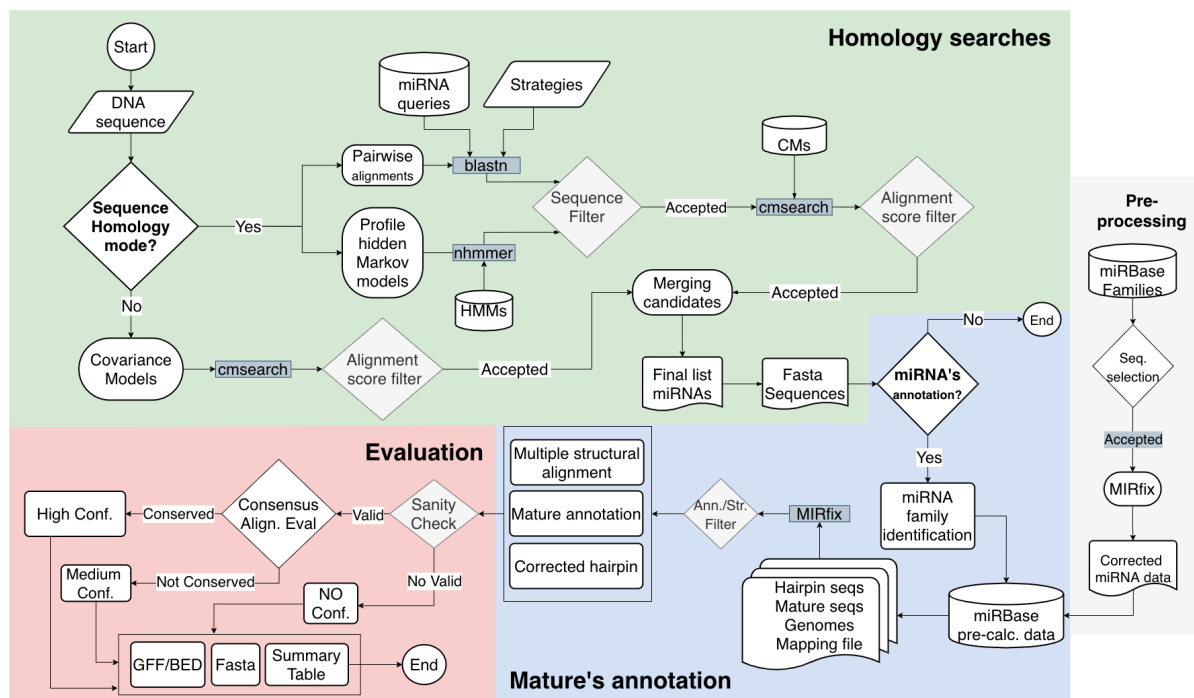 Homology searches
Start
DNA
sequence
Sequence
Homology
mode?
Yes
No
miRNA
queries
Strategies
Pairwise
alignments
blastn
Profile
hidden
Markov
models
nhmmer
HMMs
Sequence
Filter
Accepted
CMs
cmsearch
Alignment
score filter
Accepted
Merging
candidates
Covariance
Models
cmsearch
Alignment
score filter
Accepted
Final list
miRNAs
Fasta
Sequences
miRNA's
annotation?
No
End
Yes
miRNA
family
identification
Pre-
processing
miRBase
Families
Seq.
selection
Accepted
MIRfix
Corrected
miRNA data
miRBase
pre-calc. data
Hairpin seqs
Mature seqs
Genomes
Mapping file
MIRfix
Ann./Str.
Filter
Multiple structural
alignment
Mature annotation
Corrected hairpin
Mature's annotation
Evaluation
Sanity
Check
Valid
No Valid
Consensus
Align. Eval
Conserved
High Conf.
Not Conserved
Medium
Conf.
NO
Conf.
GFF/BED
Fasta
Summary
Table
End